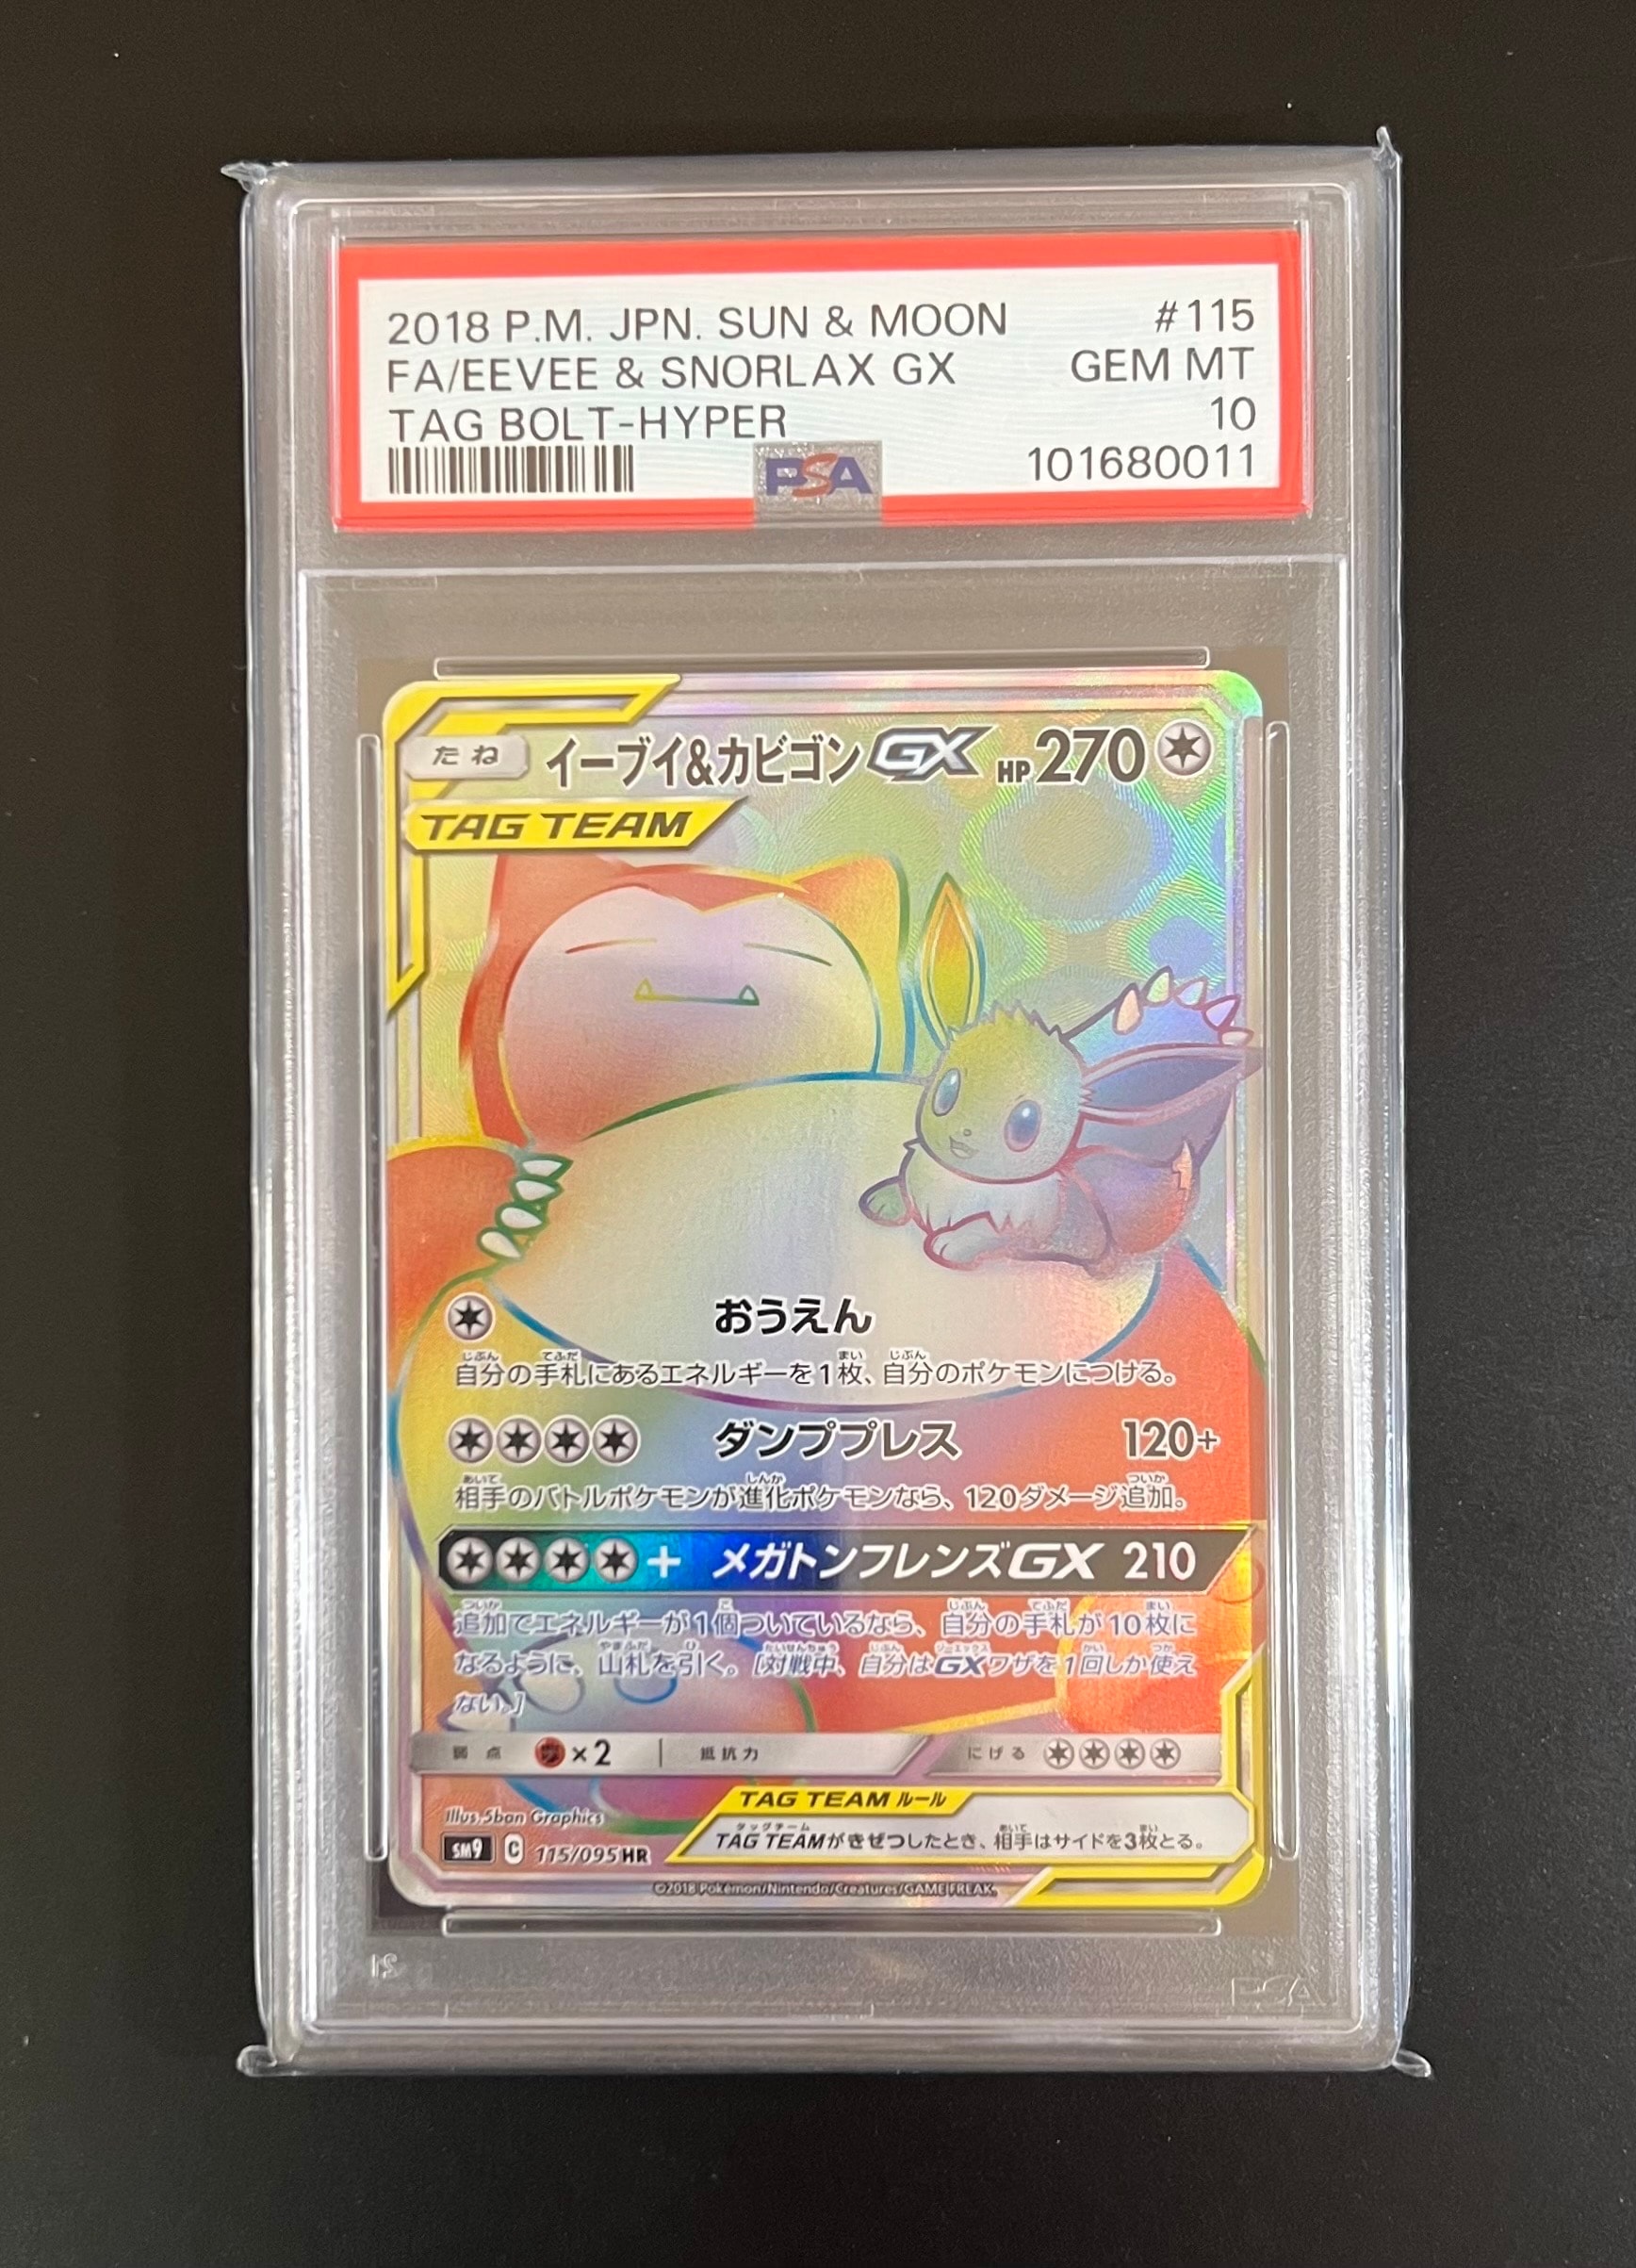 2018 P.M. JPN. SUN & MOON #115
FA/EEVEE & SNORLAX GX GEM MT
TAG BOLT-HYPER 10
PSA 101680011
たね イーブイ&カビゴンGX HP270
TAG TEAM
おうえん
自分の手札にあるエネルギーを1枚、自分のポケモンにつける。
ダンププレス 120+
相手のバトルポケモンが進化ポケモンなら、120ダメージ追加。
+ メガトンフレンズGX 210
追加でエネルギーが1個ついているなら、自分の手札が10枚に
なるように、山札を引く。[対戦中、自分はGXワザを1回しか使え
ない。]
弱点 ×2 抵抗力 にげる
TAG TEAM ルール
Illus. 5ban Graphics
TAG TEAMがきぜつしたとき、相手はサイドを3枚とる。
SM9 C 115/095 HR
©2018 Pokémon/Nintendo/Creatures/GAME FREAK.
PSA